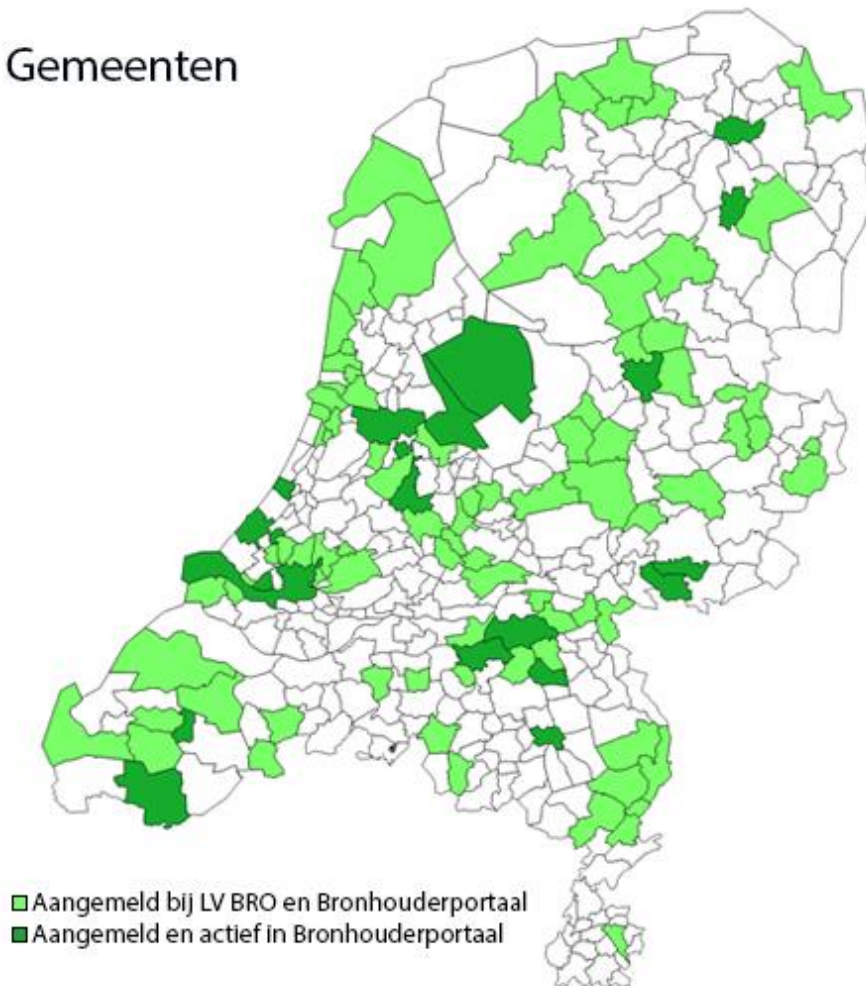 Gemeenten
Aangemeld bij LV BRO en Bronhouderportaal
Aangemeld en actief in Bronhouderportaal